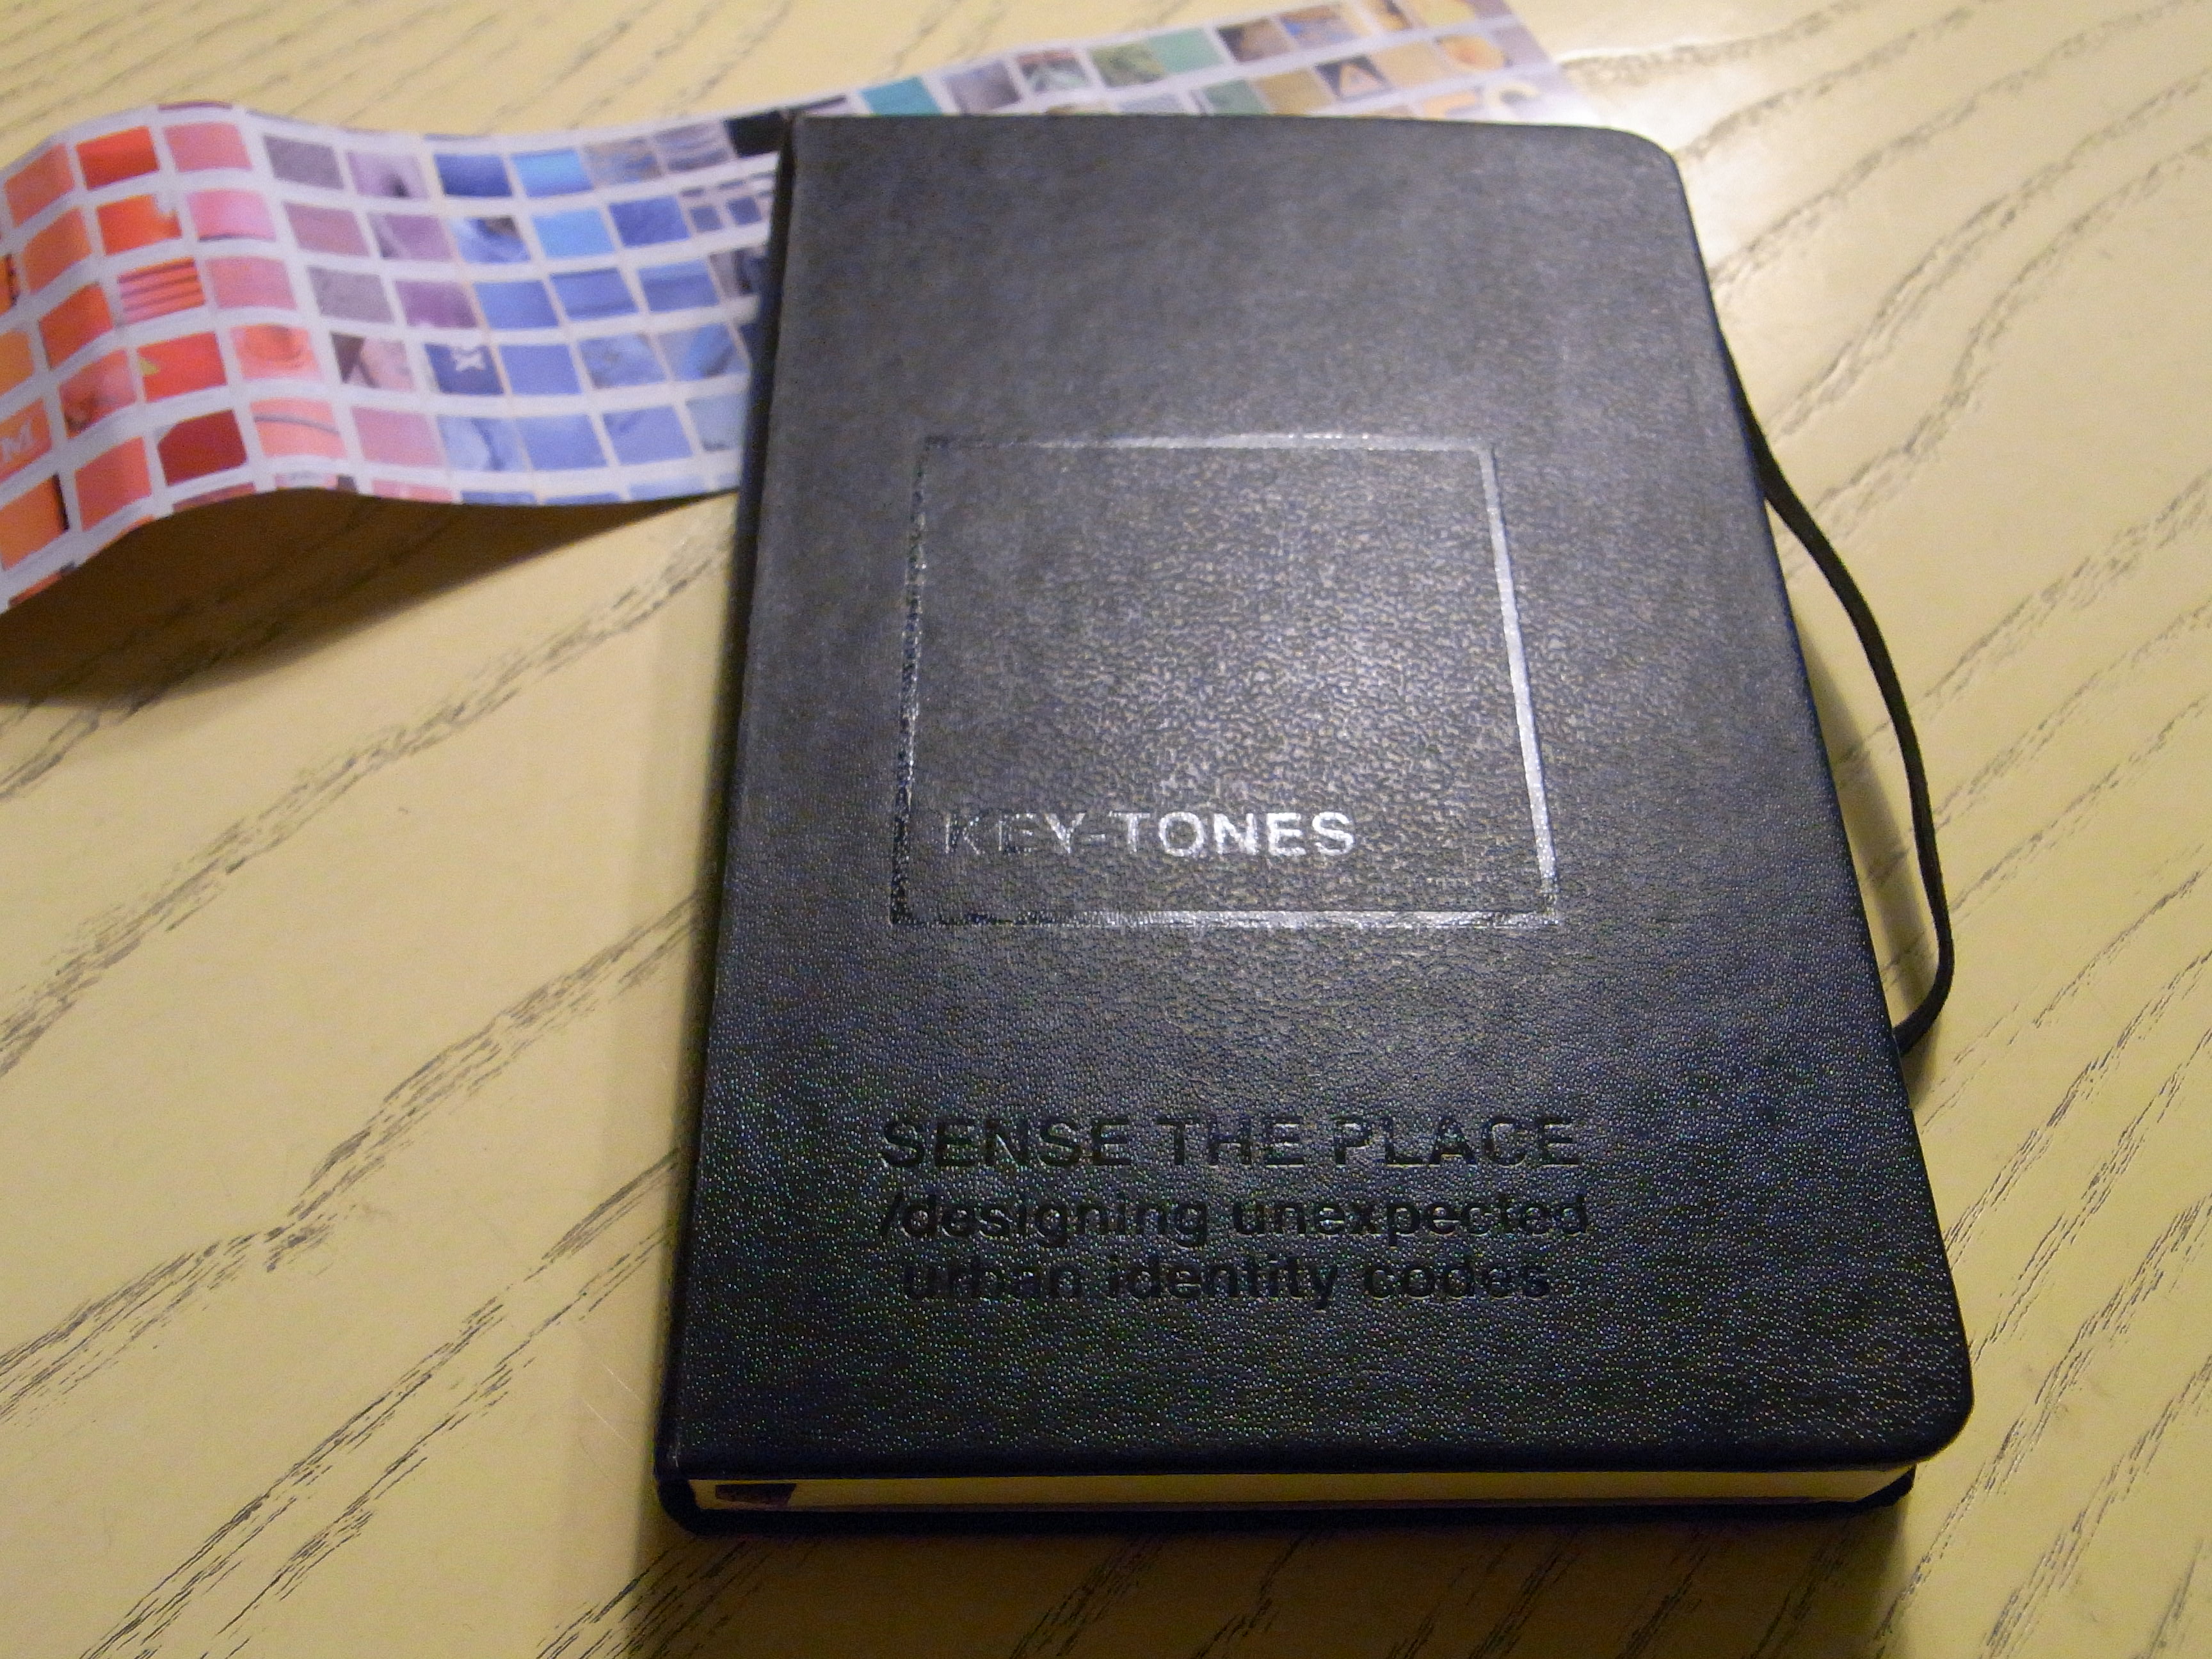 M
KEY-TONES
SENSE THE PLACE
/designing unexpected
urban identity codes